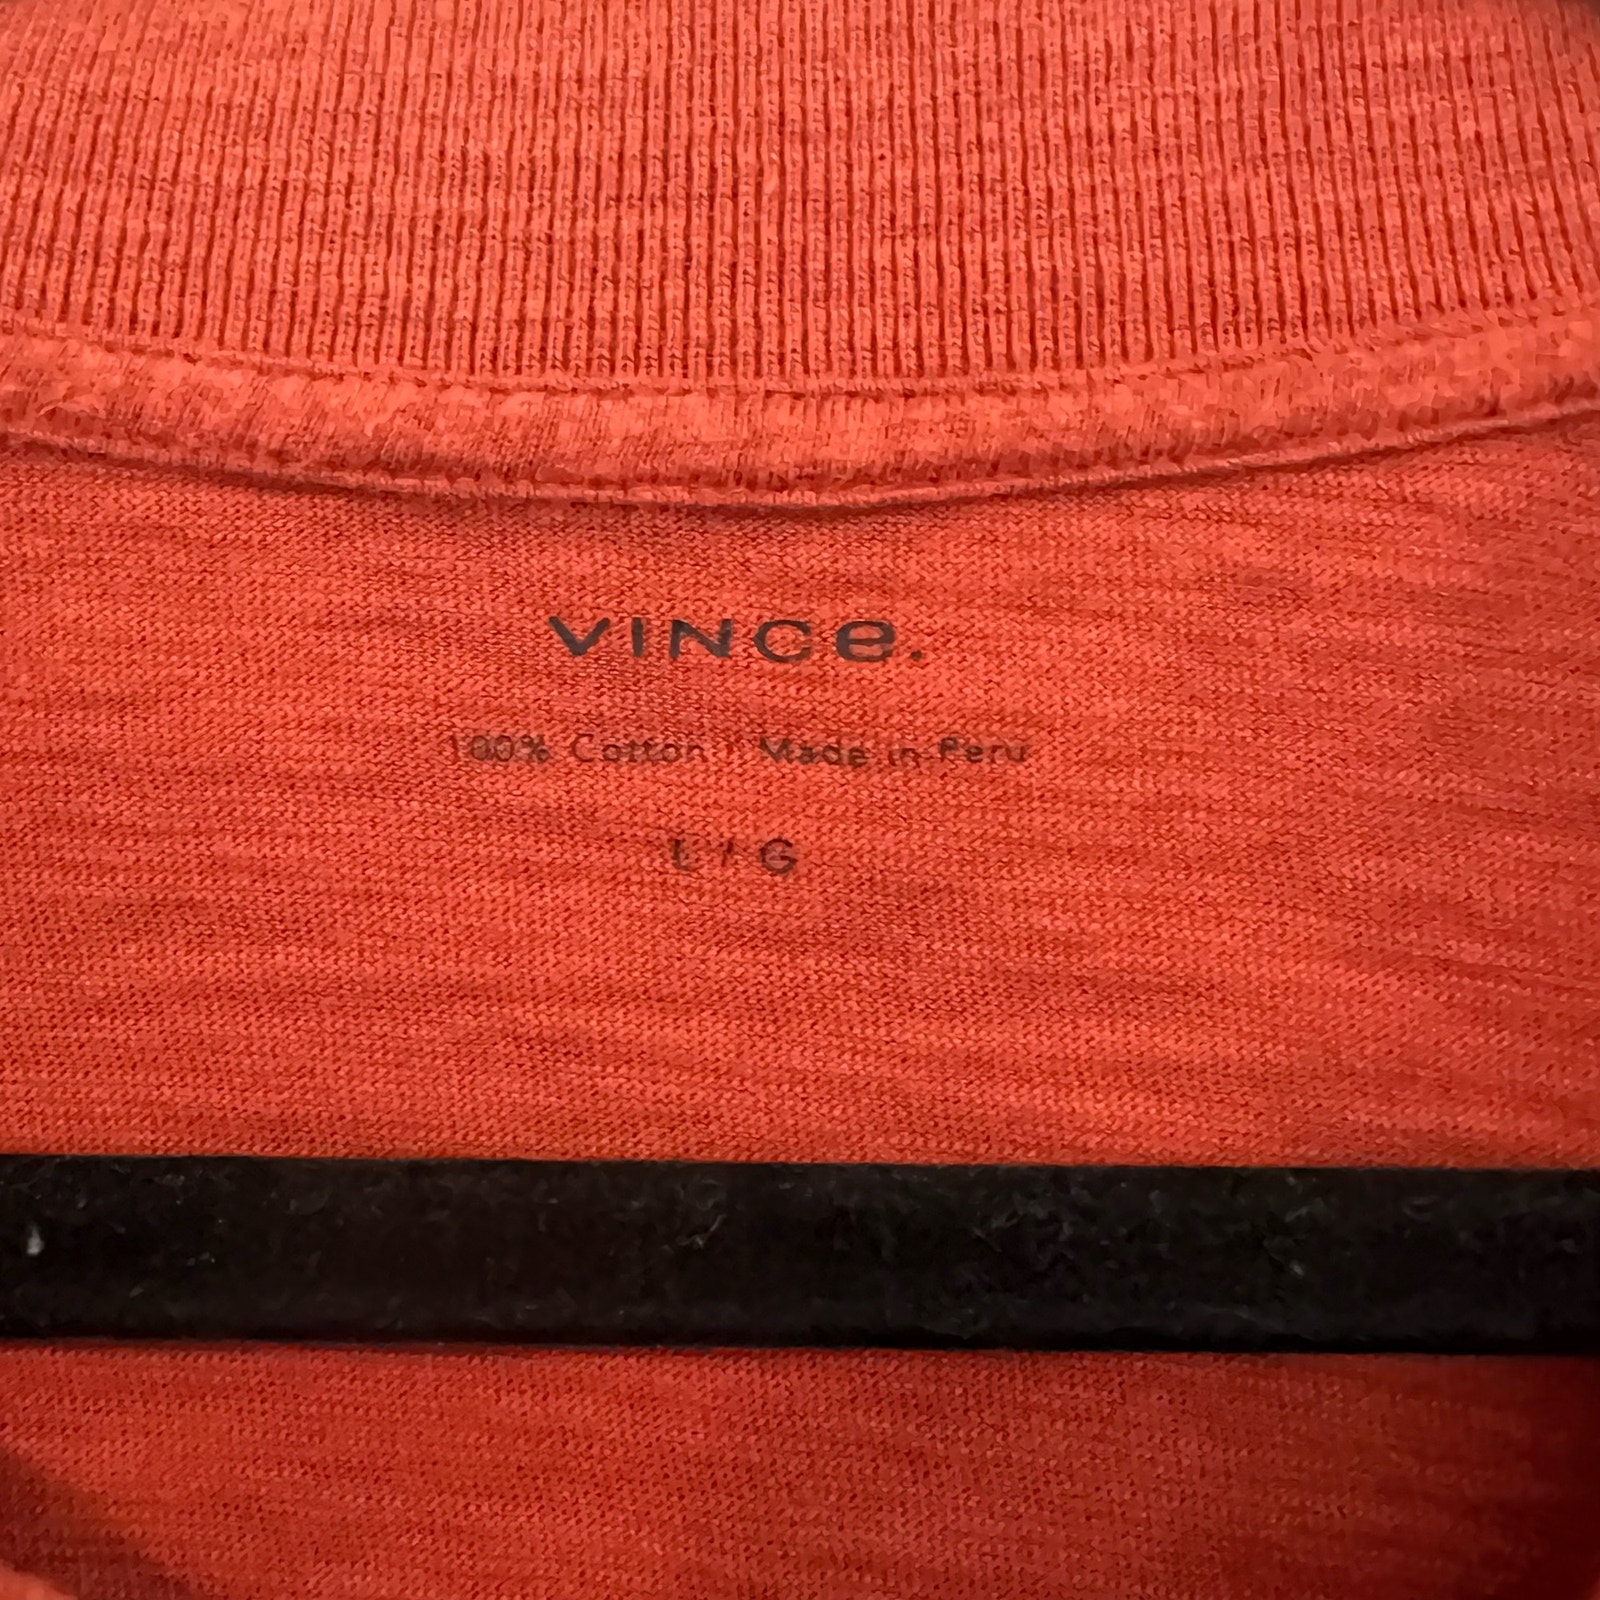 VINCe.
100% Cotton / Made in Peru
L / G